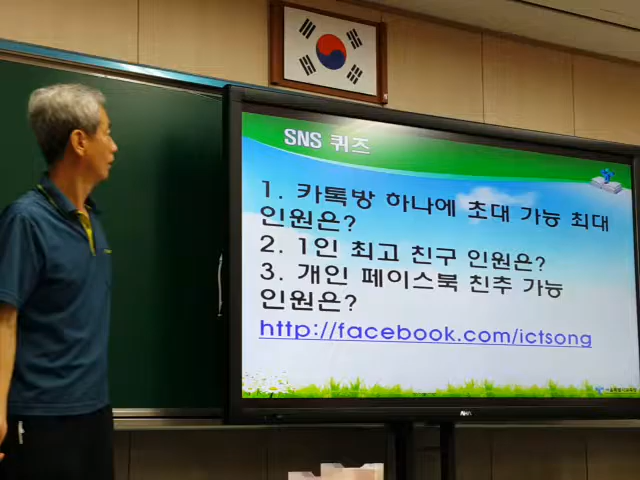 SNS 퀴즈
1. 카톡방 하나에 초대 가능 최대
인원은?
2. 1인 최고 친구 인원은?
3. 개인 페이스북 친추 가능
인원은?
http://facebook.com/ictsong